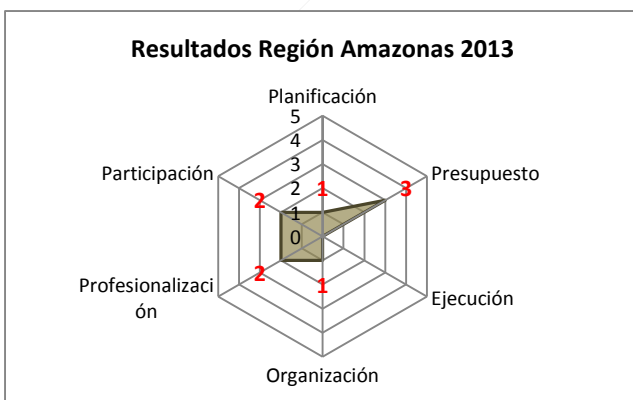 Resultados Región Amazonas 2013
Planificación
5
4
3
2
1
0
1
Presupuesto
3
Ejecución
Organización
1
Profesionalizaci
ón
2
Participación
2